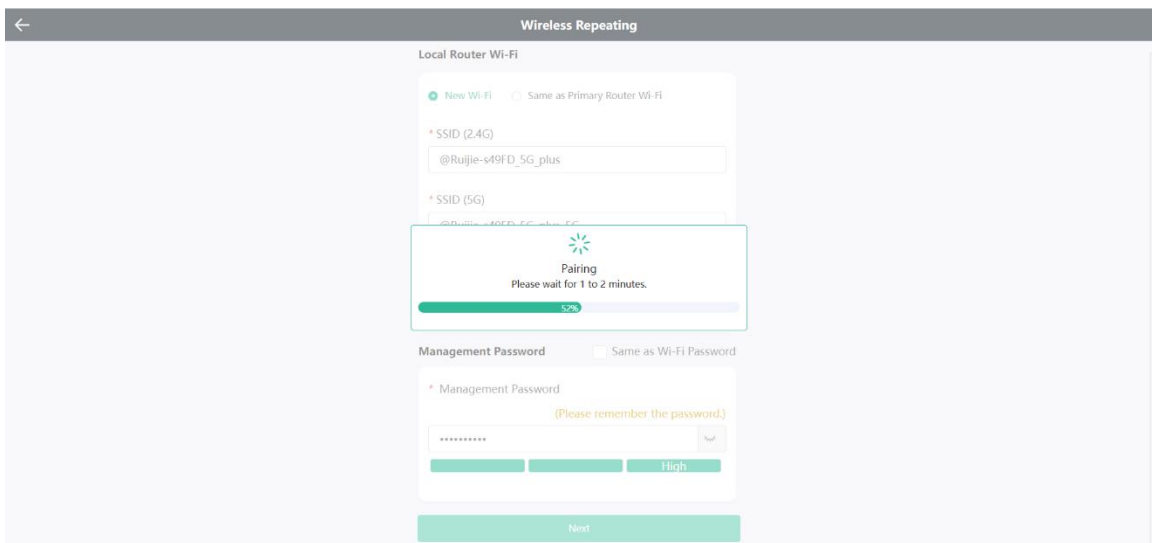 Wireless Repeating
Local Router Wi-Fi
New Wi-Fi Same as Primary Router Wi-Fi
* SSID (2.4G)
@Ruijie-s49FD_5G_plus
* SSID (5G)
Pairing
Please wait for 1 to 2 minutes.
52%
Management Password Same as Wi-Fi Password
* Management Password
(Please remember the password.)
••••••••••
High
Next